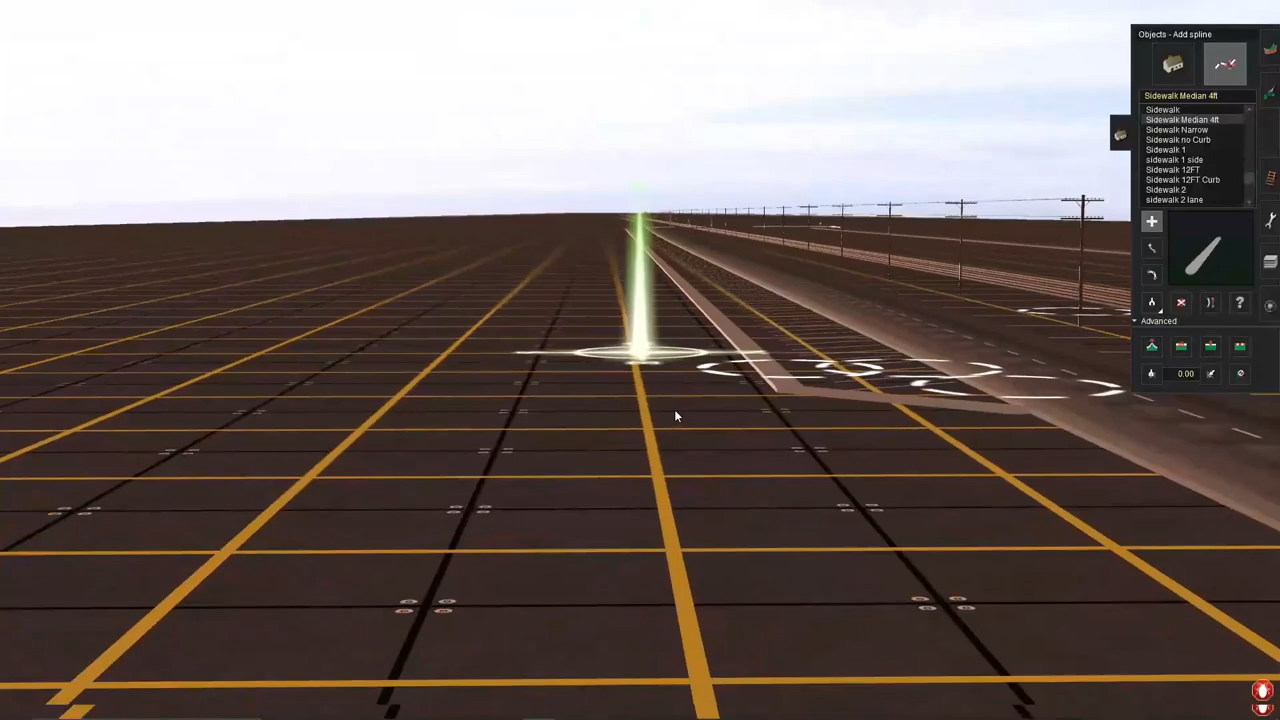 Objects - Add spline
Sidewalk Median 4ft
Sidewalk
Sidewalk Median 4ft
Sidewalk Narrow
Sidewalk no Curb
Sidewalk 1
sidewalk 1 side
Sidewalk 12FT
Sidewalk 12FT Curb
Sidewalk 2
sidewalk 2 lane
?
Advanced
0.00